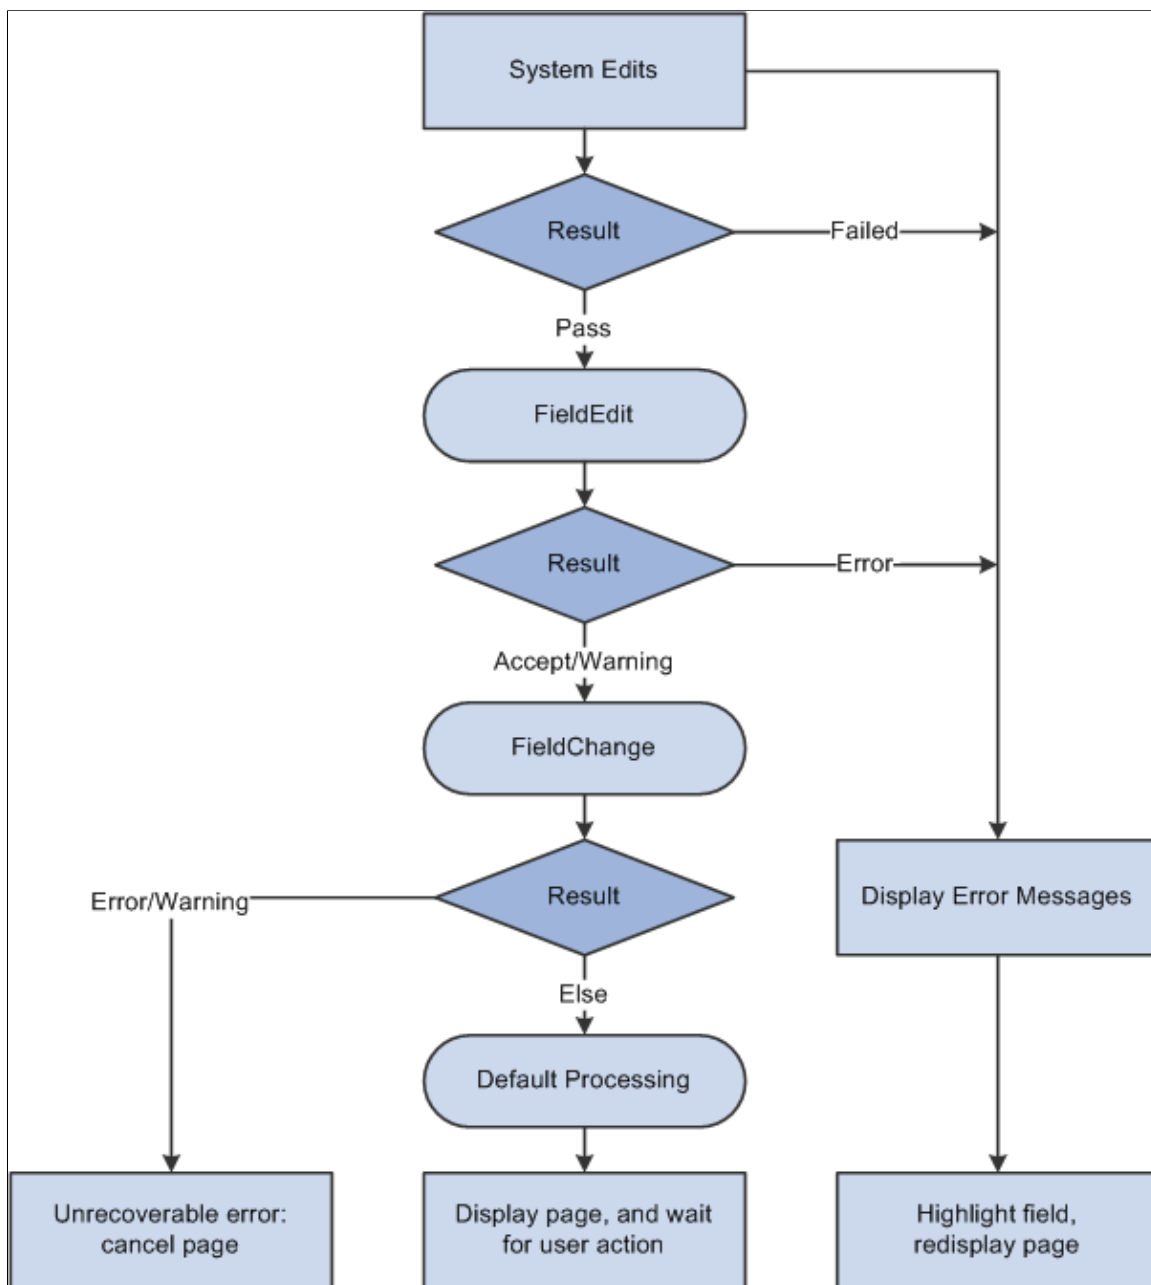 System Edits
Result
Failed
Pass
FieldEdit
Result
Error
Accept/Warning
FieldChange
Error/Warning
Result
Display Error Messages
Else
Default Processing
Unrecoverable error:
cancel page
Display page, and wait
for user action
Highlight field,
redisplay page